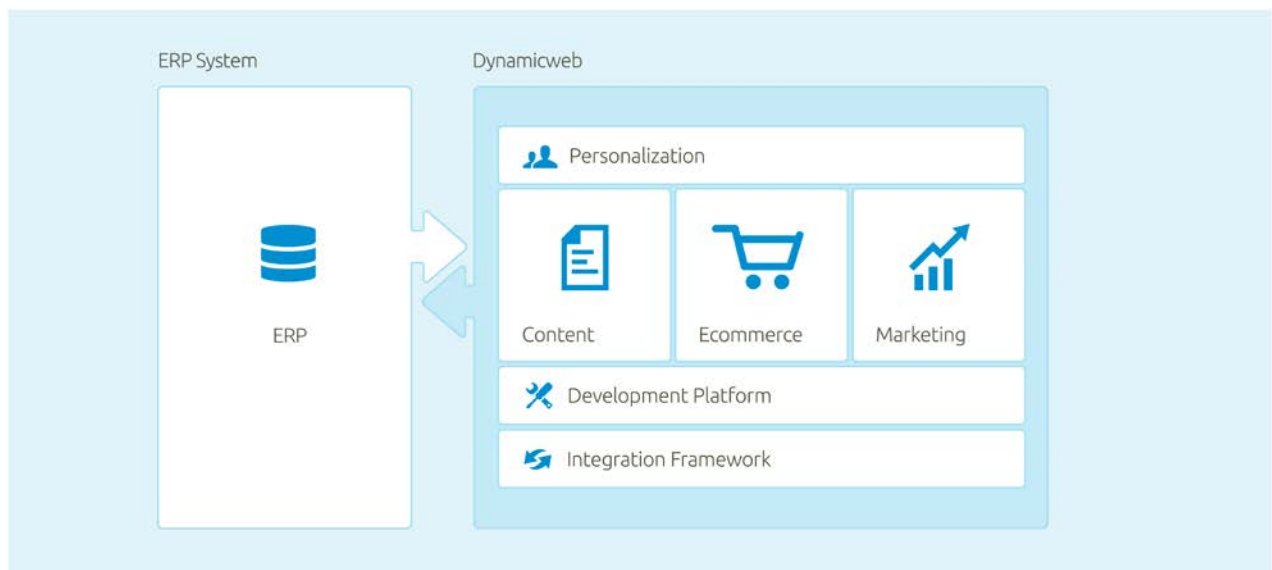 ERP System
Dynamicweb
Personalization
ERP
Content
Ecommerce
Marketing
Development Platform
Integration Framework